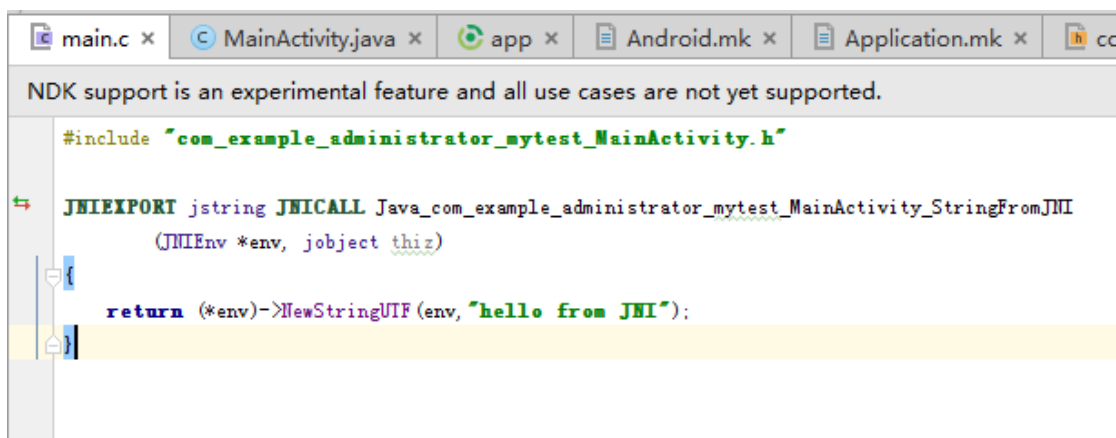 main.c × MainActivity.java × app × Android.mk × Application.mk ×
NDK support is an experimental feature and all use cases are not yet supported.
#include "com_example_administrator_mytest_MainActivity.h"
JNIEXPORT jstring JNICALL Java_com_example_administrator_mytest_MainActivity_StringFromJNI
(JNIEnv *env, jobject thiz)
{
return (*env)->NewStringUTF(env,"hello from JNI");
}